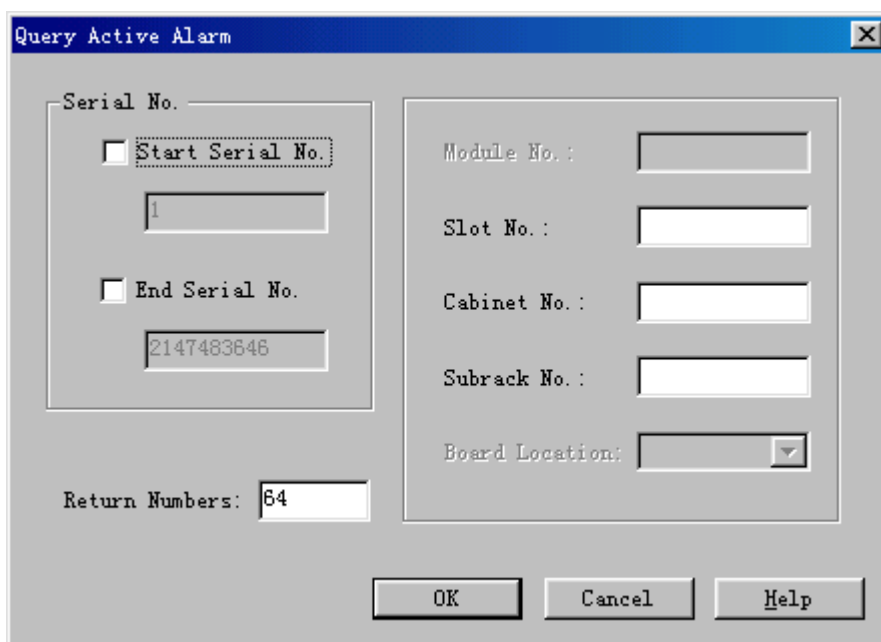 Query Active Alarm
Serial No.
Start Serial No.
1
End Serial No.
2147483646
Return Numbers: 64
Module No.:
Slot No.:
Cabinet No.:
Subrack No.:
Board Location:
OK Cancel Help